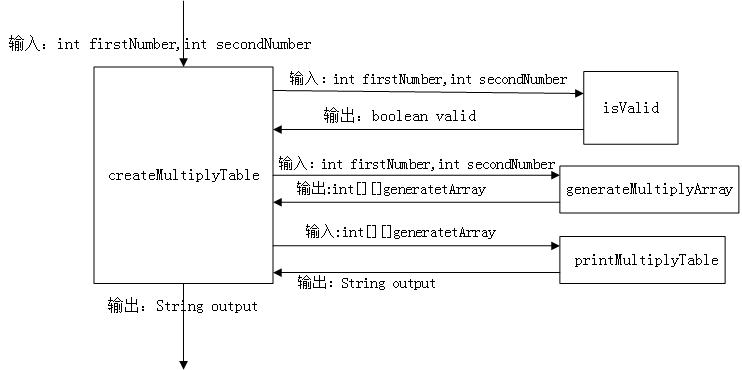 输入：int firstNumber,int secondNumber
输入：int firstNumber,int secondNumber
isValid
输出：boolean valid
输入：int firstNumber,int secondNumber
createMultiplyTable
输出:int[][]generatetArray
generateMultiplyArray
输入:int[][]generatetArray
printMultiplyTable
输出：String output
输出：String output